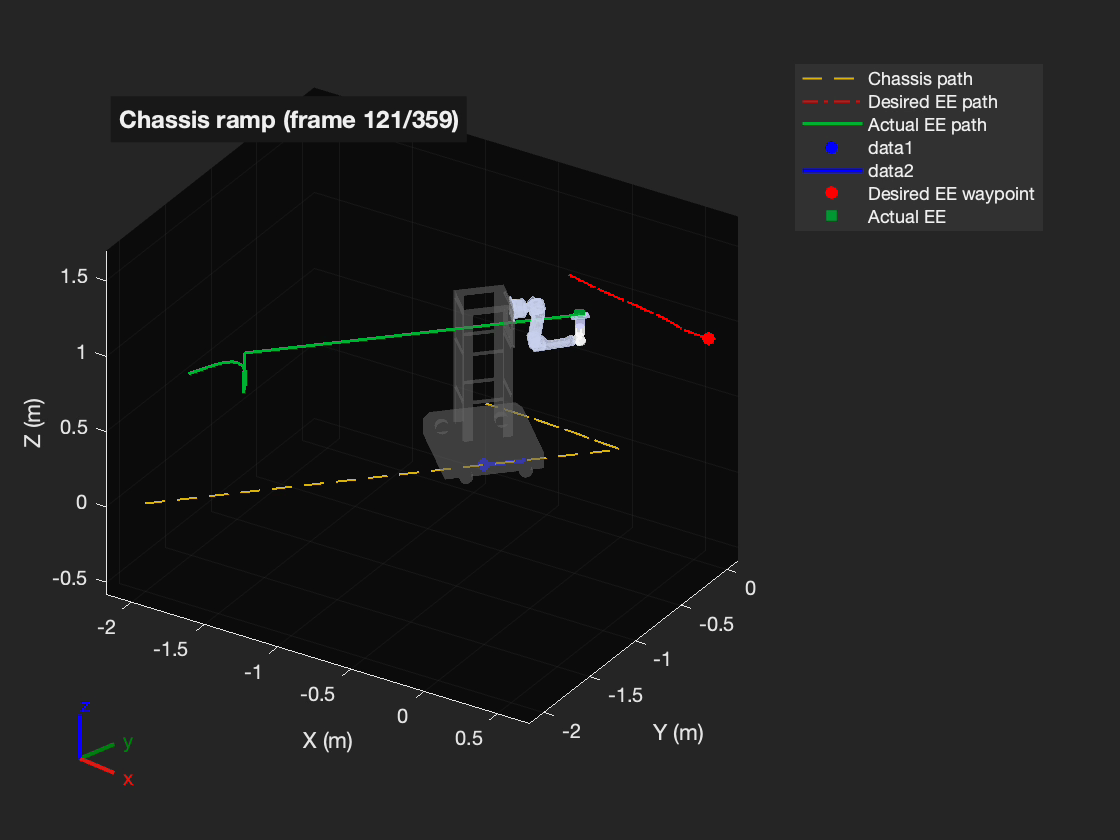 Chassis ramp (frame 121/359)
Chassis path
Desired EE path
Actual EE path
data1
data2
Desired EE waypoint
Actual EE
1.5
1
0.5
0
-0.5
Z (m)
-2
-1.5
-1
-0.5
0
0.5
X (m)
0
-0.5
-1
-1.5
-2
Y (m)
z
y
x